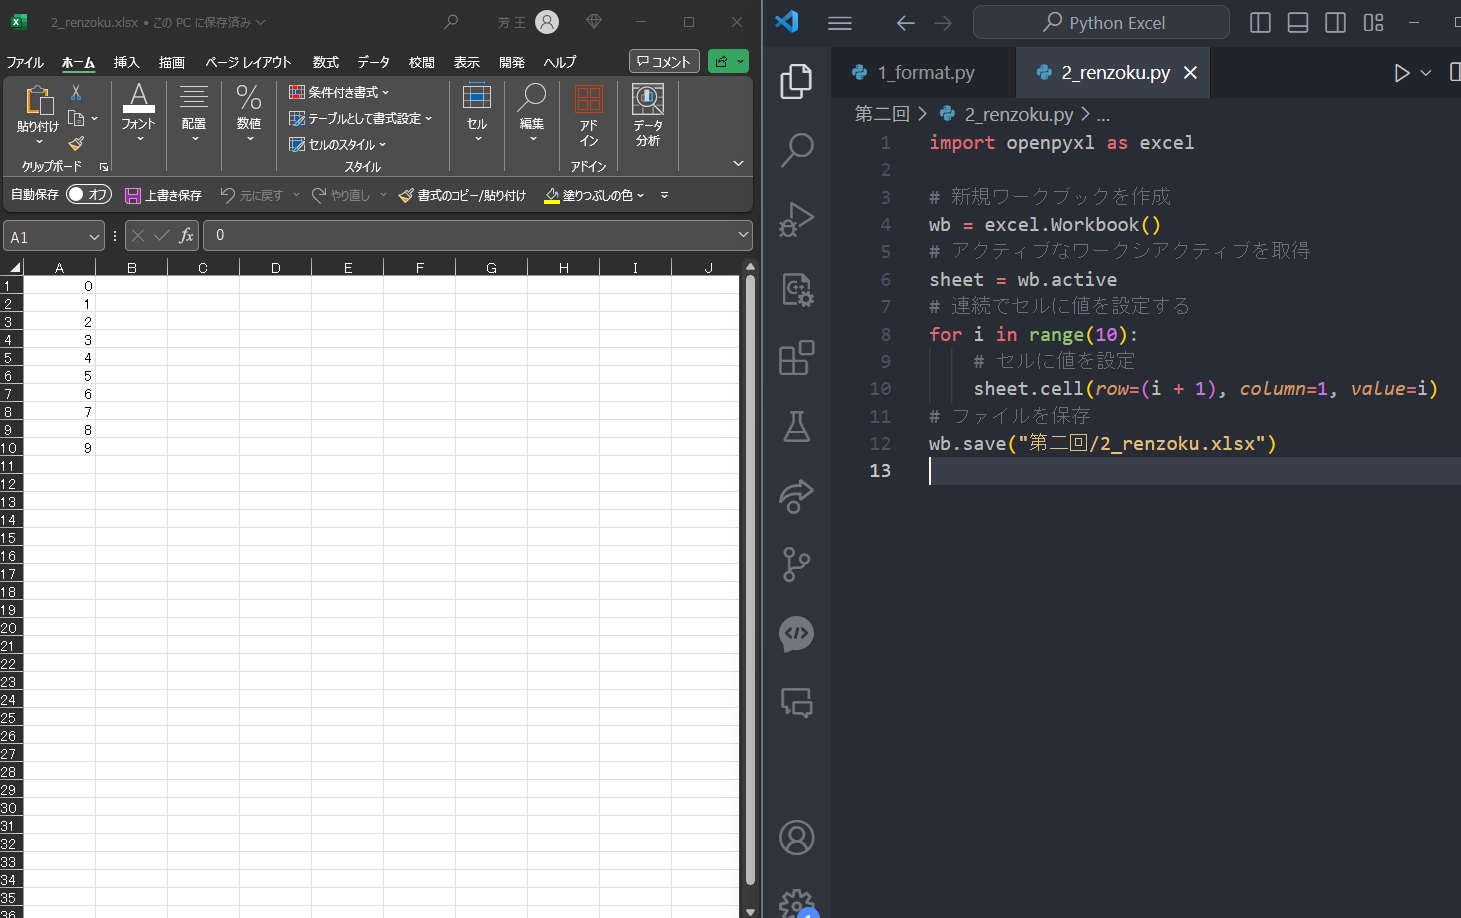 2_renzoku.xlsx • この PC に保存済み
芳 王
ファイル ホーム 挿入 描画 ページ レイアウト 数式 データ 校閲 表示 開発 ヘルプ コメント
貼り付け
クリップボード
フォント
配置
数値
条件付き書式
テーブルとして書式設定
セルのスタイル
スタイル
セル
編集
アド
イン
アドイン
データ
分析
自動保存 オフ 上書き保存 元に戻す やり直し 書式のコピー/貼り付け 塗りつぶしの色
A1 fx 0
A B C D E F G H I J
1 0
2 1
3 2
4 3
5 4
6 5
7 6
8 7
9 8
10 9
11
12
13
14
15
16
17
18
19
20
21
22
23
24
25
26
27
28
29
30
31
32
33
34
35
36
Python Excel
1_format.py 2_renzoku.py
第二回 > 2_renzoku.py > ...
1 import openpyxl as excel
2
3 # 新規ワークブックを作成
4 wb = excel.Workbook()
5 # アクティブなワークシアクティブを取得
6 sheet = wb.active
7 # 連続でセルに値を設定する
8 for i in range(10):
9 # セルに値を設定
10 sheet.cell(row=(i + 1), column=1, value=i)
11 # ファイルを保存
12 wb.save("第二回/2_renzoku.xlsx")
13
1